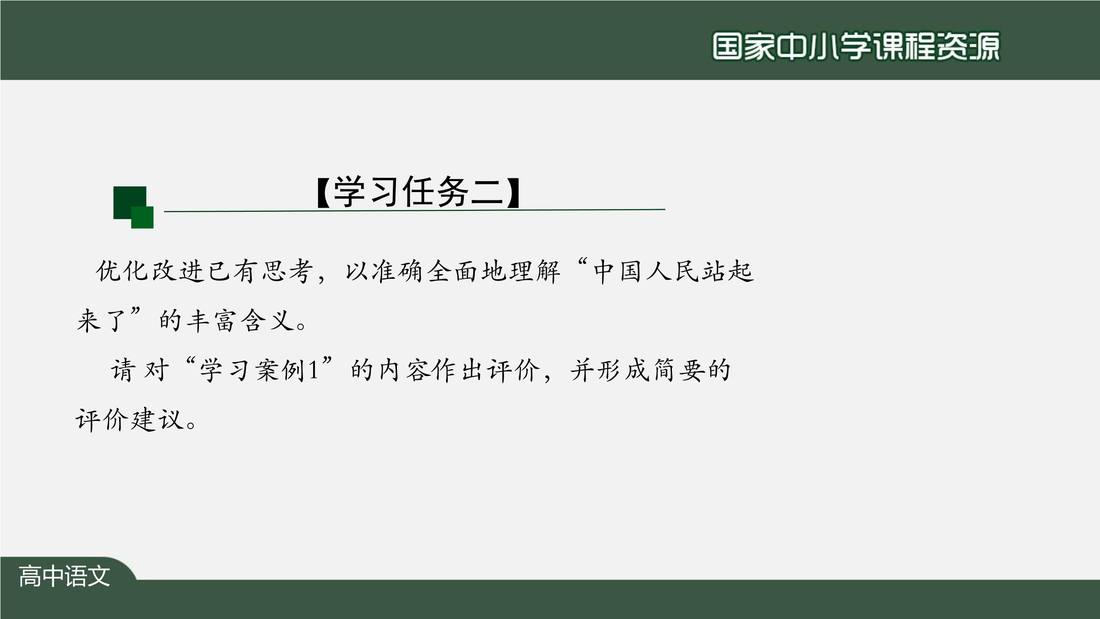 国家中小学课程资源
【学习任务二】
优化改进已有思考，以准确全面地理解“中国人民站起
来了”的丰富含义。
请 对“学习案例1”的内容作出评价，并形成简要的
评价建议。
高中语文